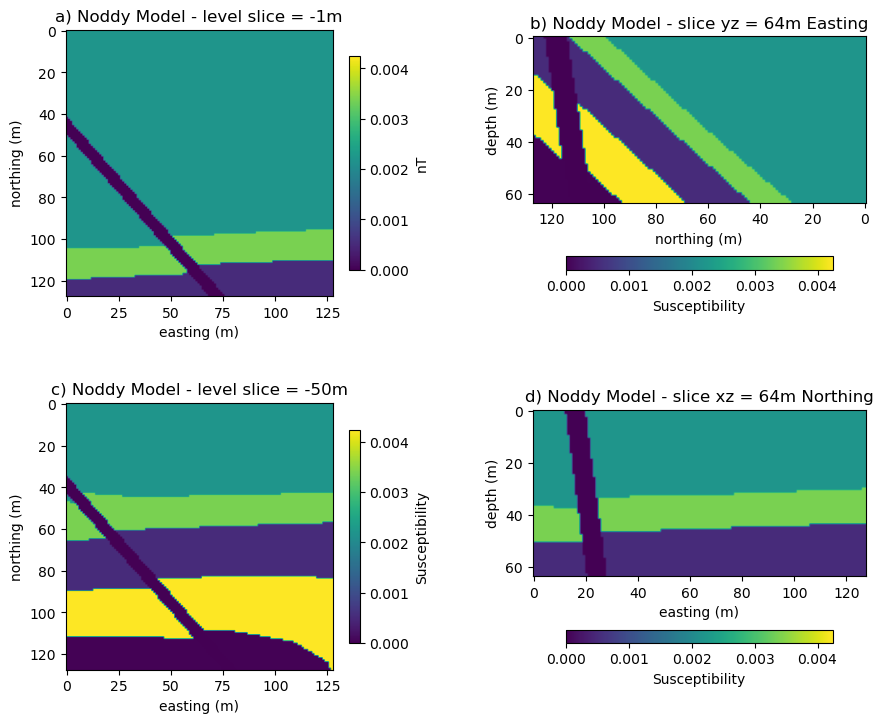 a) Noddy Model - level slice = -1m
0
20
40
60
80
100
120
northing (m)
0 25 50 75 100 125
easting (m)
0.004
0.003
0.002
0.001
0.000
nT
b) Noddy Model - slice yz = 64m Easting
0
20
40
60
depth (m)
120 100 80 60 40 20 0
northing (m)
0.000 0.001 0.002 0.003 0.004
Susceptibility
c) Noddy Model - level slice = -50m
0
20
40
60
80
100
120
northing (m)
0 25 50 75 100 125
easting (m)
0.004
0.003
0.002
0.001
0.000
Susceptibility
d) Noddy Model - slice xz = 64m Northing
0
20
40
60
depth (m)
0 20 40 60 80 100 120
easting (m)
0.000 0.001 0.002 0.003 0.004
Susceptibility